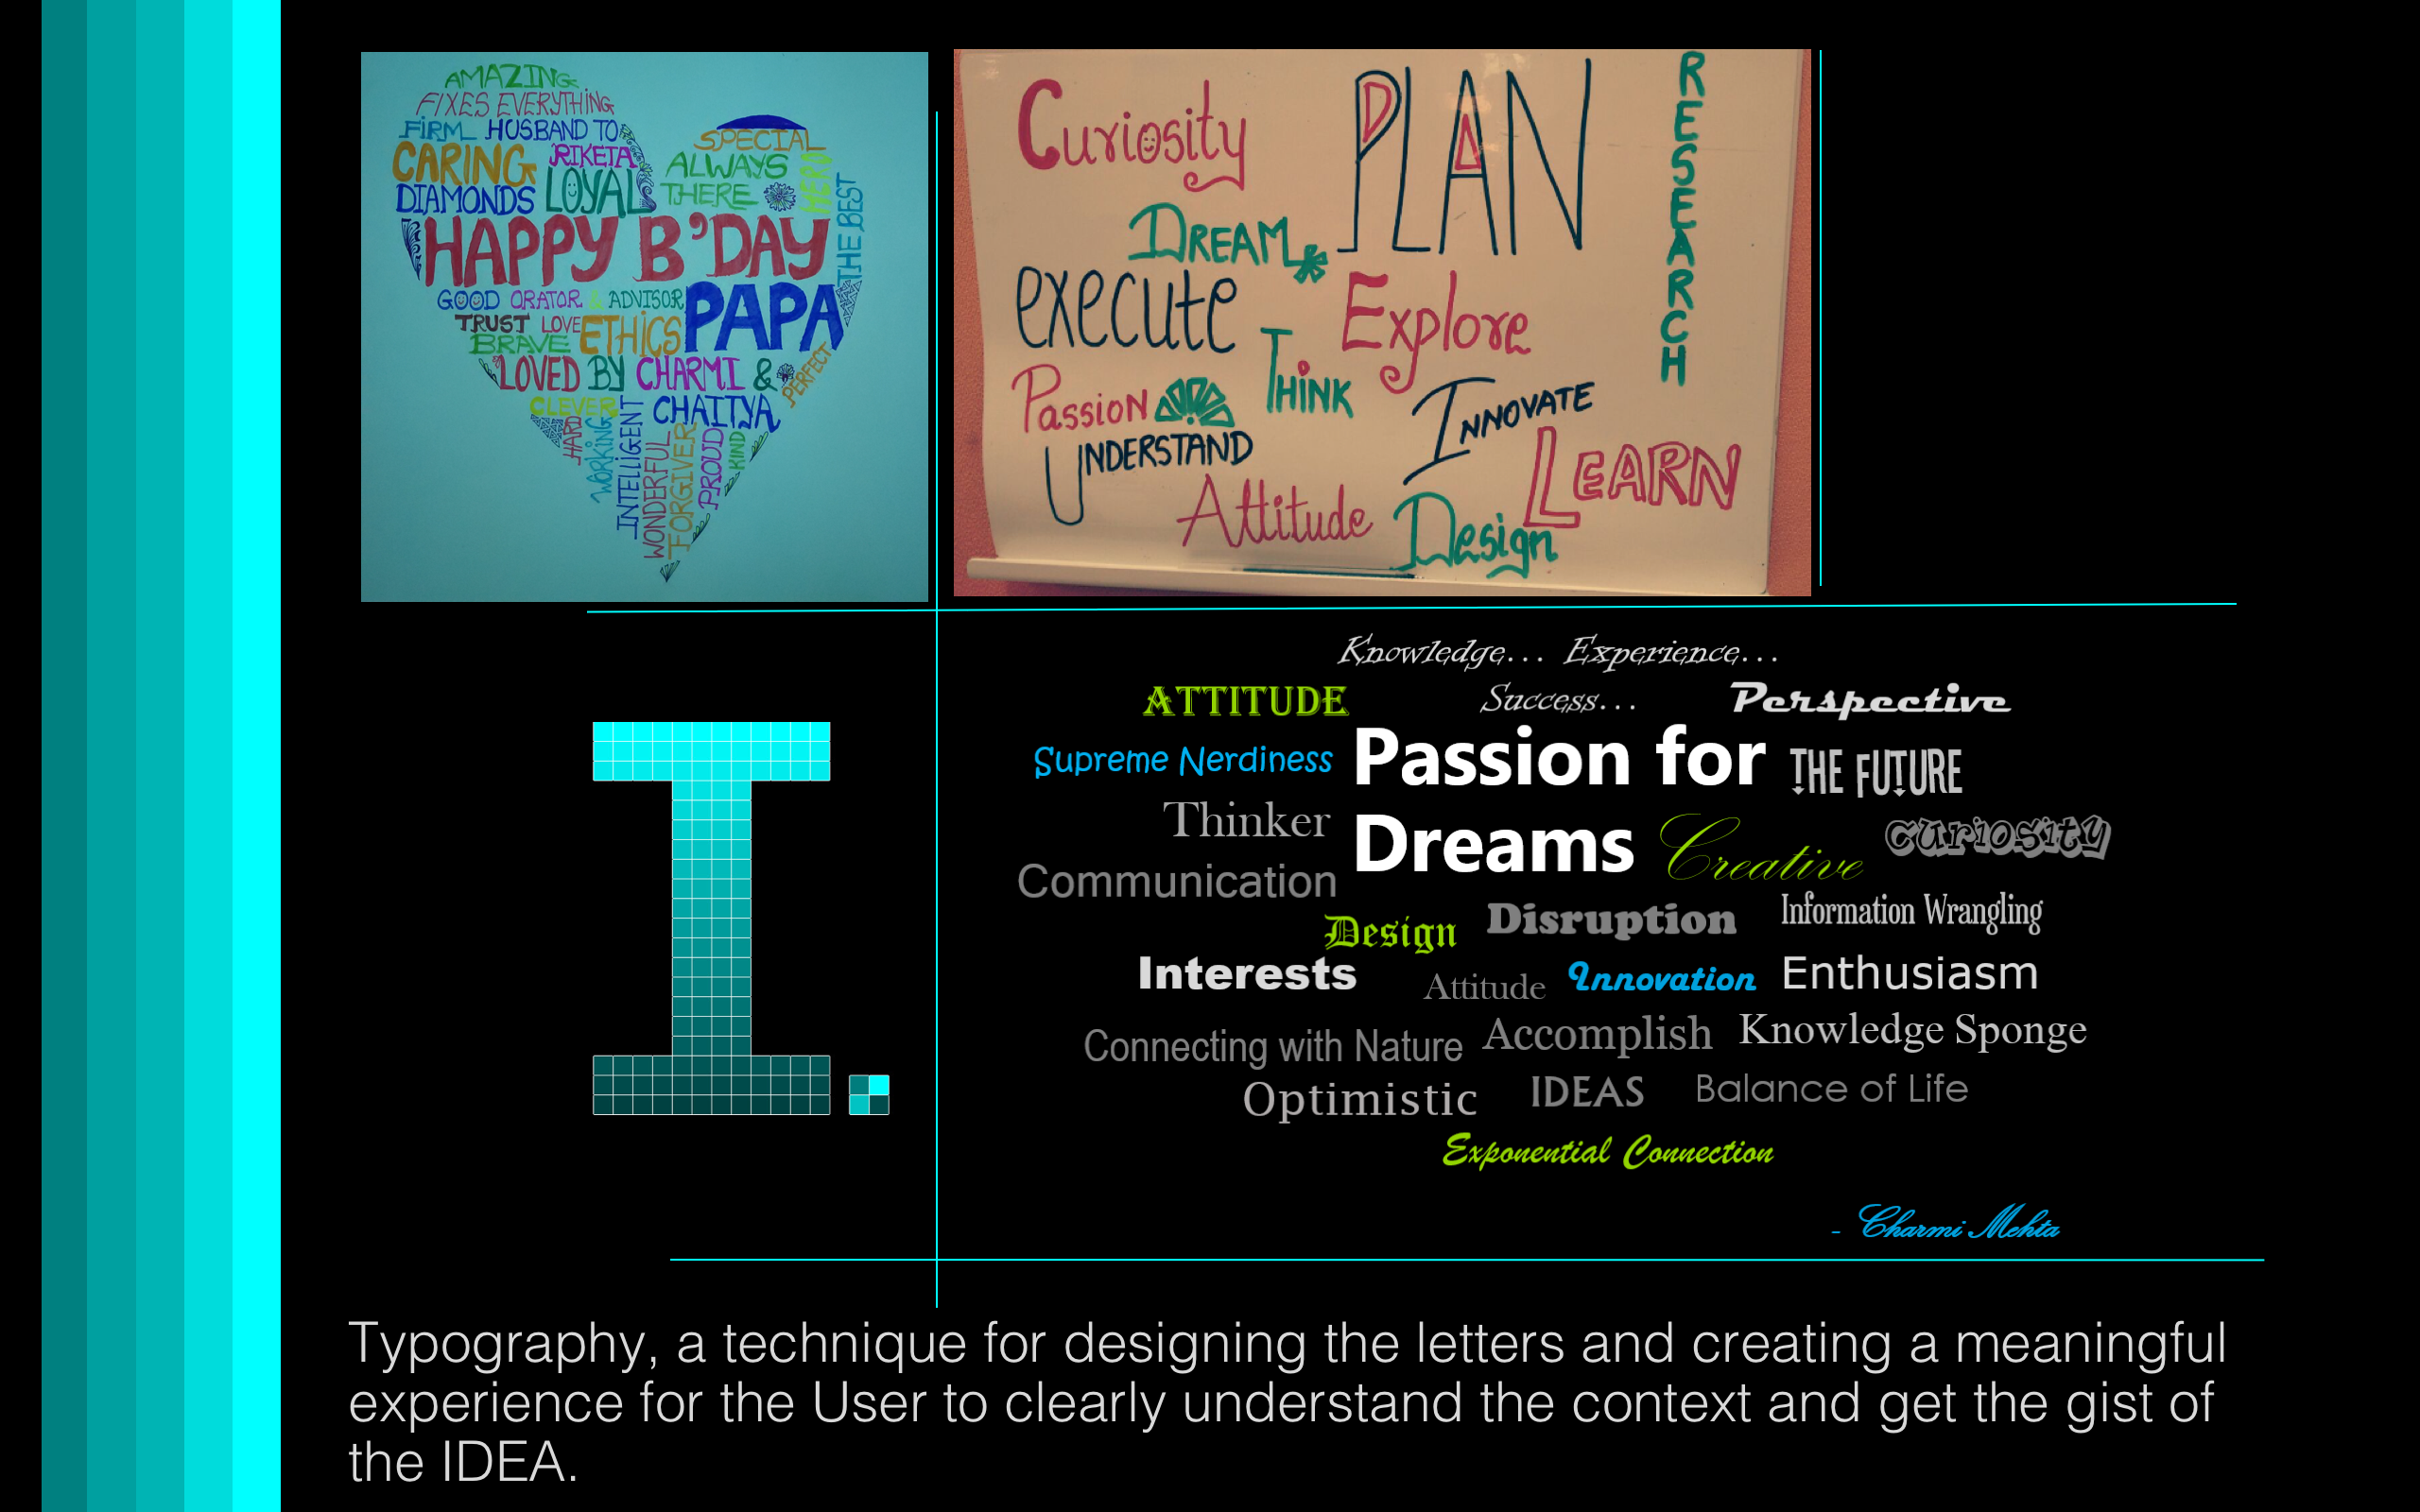 AMAZING
FIXES EVERYTHING
FIRM HUSBAND TO
CARING RIKETA
DIAMONDS LOYAL
SPECIAL
ALWAYS
THERE
HERO
THE BEST
HAPPY B'DAY
GOOD ORATOR & ADVISOR PAPA
TRUST LOVE ETHICS
BRAVE
LOVED BY CHARMI &
PERFECT
CLEVER CHAITYA
HARD
WORKING
INTELLIGENT
WONDERFUL
FORGIVER
PROUD
KIND
Curiosity PLAN
RESEARCH
DREAM
execute Explore
THINK
PassioN INNOVATE
UNDERSTAND LEARN
Attitude Design
I.
Knowledge... Experience...
ATTITUDE Success... Perspective
Supreme Nerdiness Passion for THE FUTURE
Thinker Dreams Creative CURIOSITY
Communication
Design Disruption Information Wrangling
Interests Attitude Innovation Enthusiasm
Connecting with Nature Accomplish Knowledge Sponge
Optimistic IDEAS Balance of Life
Exponential Connection
- Charmi Mehta
Typography, a technique for designing the letters and creating a meaningful
experience for the User to clearly understand the context and get the gist of
the IDEA.